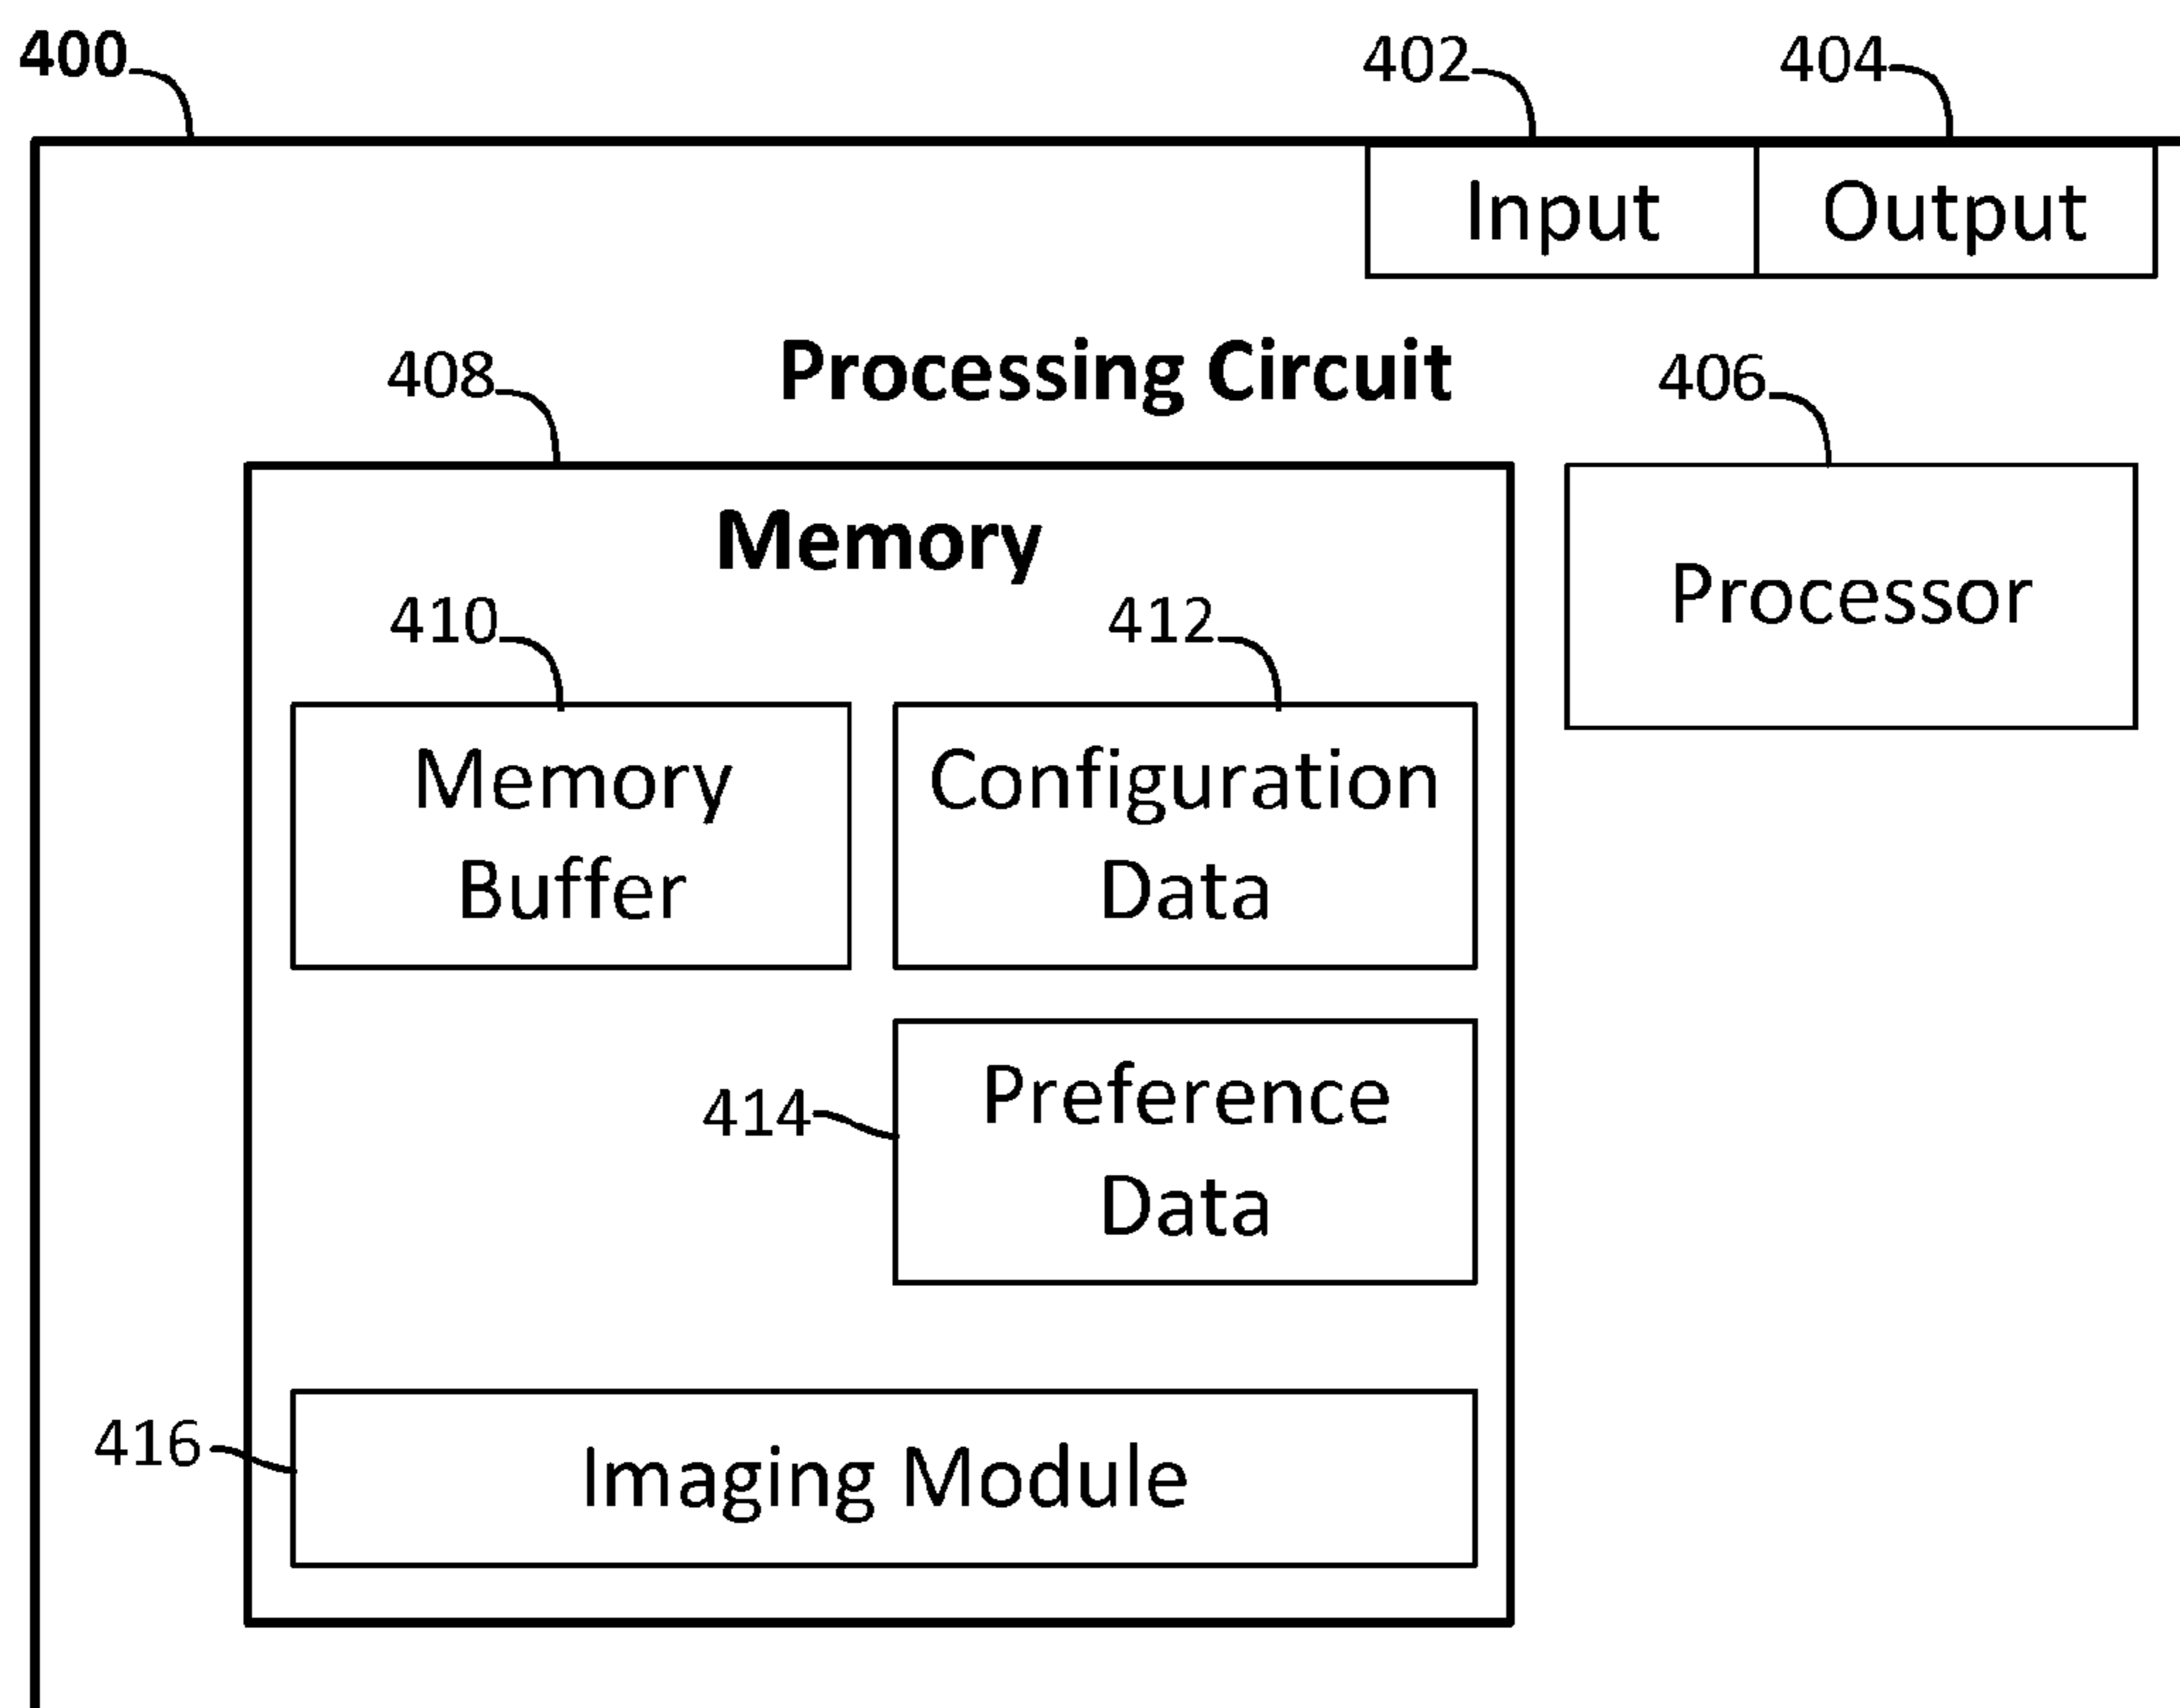 400
402
404
Input
Output
Processing Circuit
408
406
Memory
Processor
410
412
Memory
Buffer
Configuration
Data
414
Preference
Data
416
Imaging Module